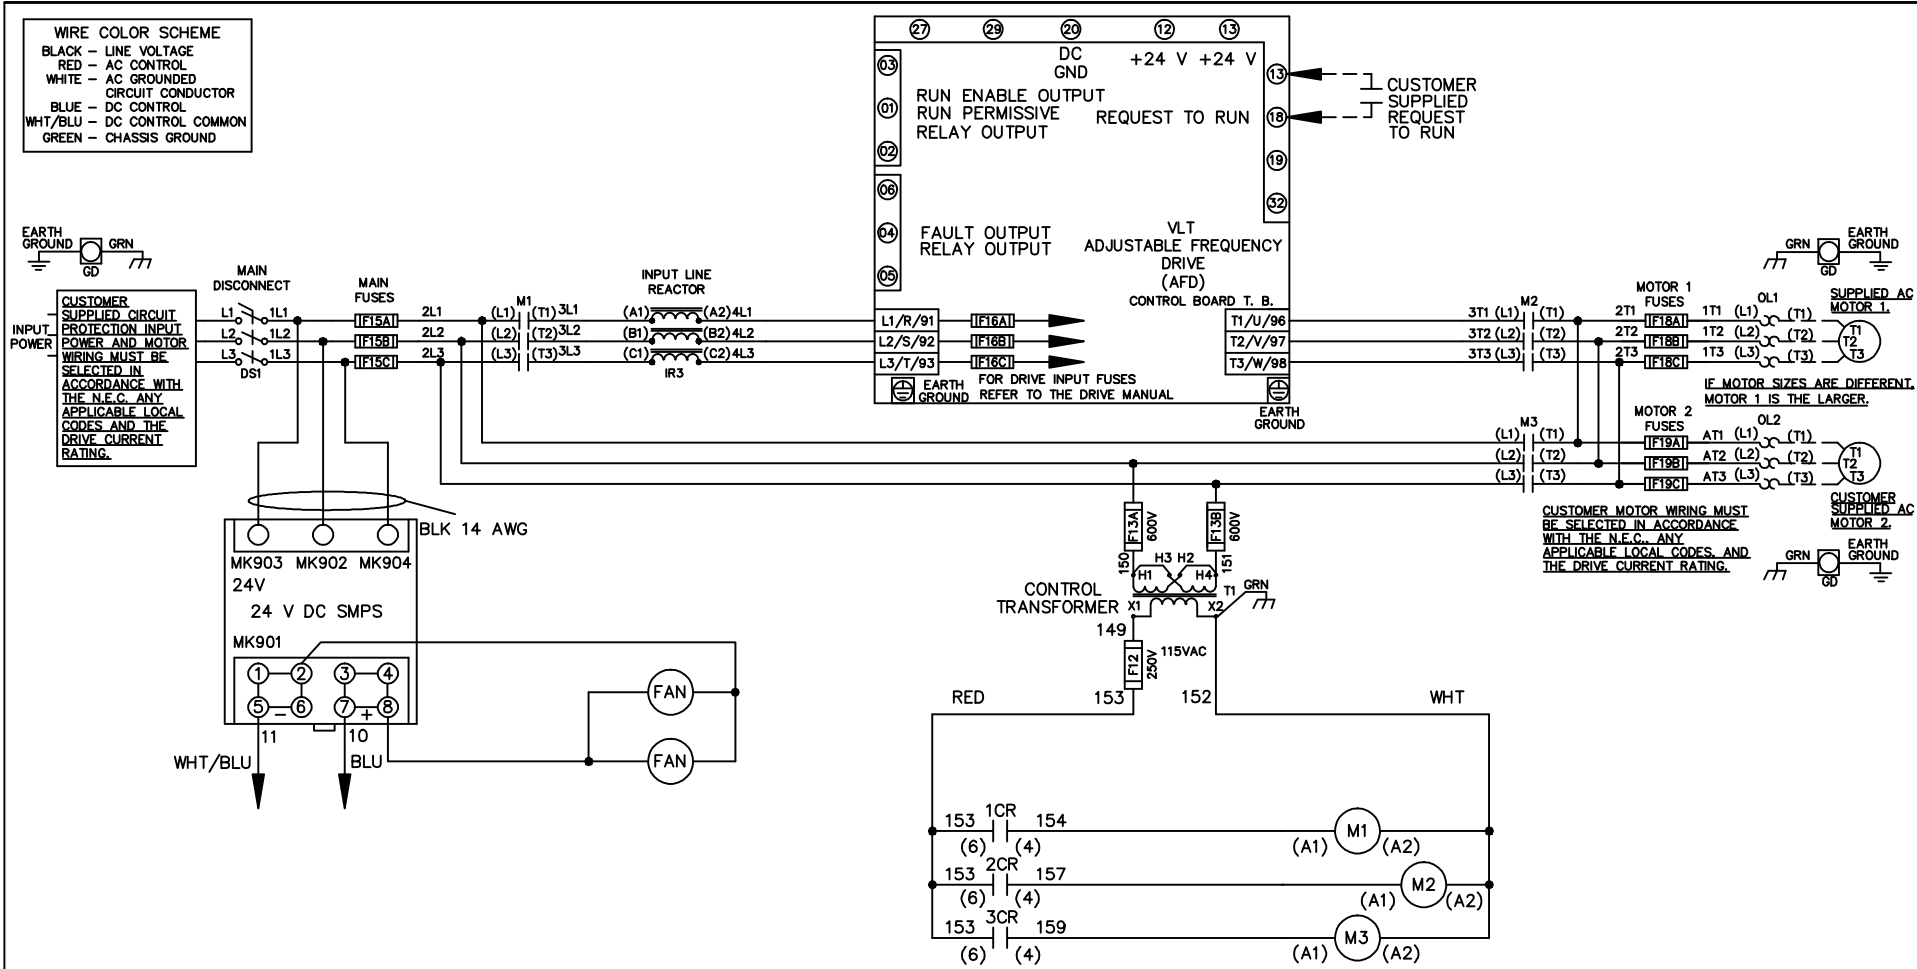 WIRE COLOR SCHEME
BLACK – LINE VOLTAGE
RED – AC CONTROL
WHITE – AC GROUNDED
CIRCUIT CONDUCTOR
BLUE – DC CONTROL
WHT/BLU – DC CONTROL COMMON
GREEN – CHASSIS GROUND
27 29 20 12 13
DC
GND
+24 V +24 V
03
01
02
RUN ENABLE OUTPUT
RUN PERMISSIVE
RELAY OUTPUT
REQUEST TO RUN
13
18
19
32
CUSTOMER
SUPPLIED
REQUEST
TO RUN
06
04
05
FAULT OUTPUT
RELAY OUTPUT
VLT
ADJUSTABLE FREQUENCY
DRIVE
(AFD)
CONTROL BOARD T. B.
EARTH
GROUND
GRN
GD
INPUT
POWER
CUSTOMER
SUPPLIED CIRCUIT
PROTECTION INPUT
POWER AND MOTOR
WIRING MUST BE
SELECTED IN
ACCORDANCE WITH
THE N.E.C. ANY
APPLICABLE LOCAL
CODES AND THE
DRIVE CURRENT
RATING.
MAIN
DISCONNECT
L1 1L1
L2 1L2
L3 1L3
DS1
MAIN
FUSES
F15A 2L1
F15B 2L2
F15C 2L3
M1
(L1) (T1) 3L1
(L2) (T2) 3L2
(L3) (T3) 3L3
INPUT LINE
REACTOR
(A1) (A2) 4L1
(B1) (B2) 4L2
(C1) (C2) 4L3
IR3
L1/R/91 F16A
L2/S/92 F16B
L3/T/93 F16C
EARTH
GROUND
FOR DRIVE INPUT FUSES
REFER TO THE DRIVE MANUAL
T1/U/96
T2/V/97
T3/W/98
EARTH
GROUND
M2
3T1 (L1) (T1)
3T2 (L2) (T2)
3T3 (L3) (T3)
MOTOR 1
FUSES
2T1 F18A 1T1
2T2 F18B 1T2
2T3 F18C 1T3
OL1
(L1) (T1)
(L2) (T2)
(L3) (T3)
T1
T2
T3
GRN
GD
EARTH
GROUND
SUPPLIED AC
MOTOR 1.
IF MOTOR SIZES ARE DIFFERENT,
MOTOR 1 IS THE LARGER.
M3
(L1) (T1)
(L2) (T2)
(L3) (T3)
MOTOR 2
FUSES
F19A AT1
F19B AT2
F19C AT3
OL2
(L1) (T1)
(L2) (T2)
(L3) (T3)
T1
T2
T3
CUSTOMER
SUPPLIED AC
MOTOR 2.
CUSTOMER MOTOR WIRING MUST
BE SELECTED IN ACCORDANCE
WITH THE N.E.C., ANY
APPLICABLE LOCAL CODES, AND
THE DRIVE CURRENT RATING.
GRN
GD
EARTH
GROUND
BLK 14 AWG
MK903 MK902 MK904
24V
24 V DC SMPS
MK901
1 2 3 4
5 – 6 7 + 8
11 10
WHT/BLU BLU
FAN
FAN
F13A 600V
F13B 600V
150 151
H3 H2
H1 H4
CONTROL
TRANSFORMER
X1 X2 T1
GRN
149
F12 250V
115VAC
153 152
RED WHT
1CR
153 154
(6) (4)
M1
(A1) (A2)
2CR
153 157
(6) (4)
M2
(A1) (A2)
3CR
153 159
(6) (4)
M3
(A1) (A2)